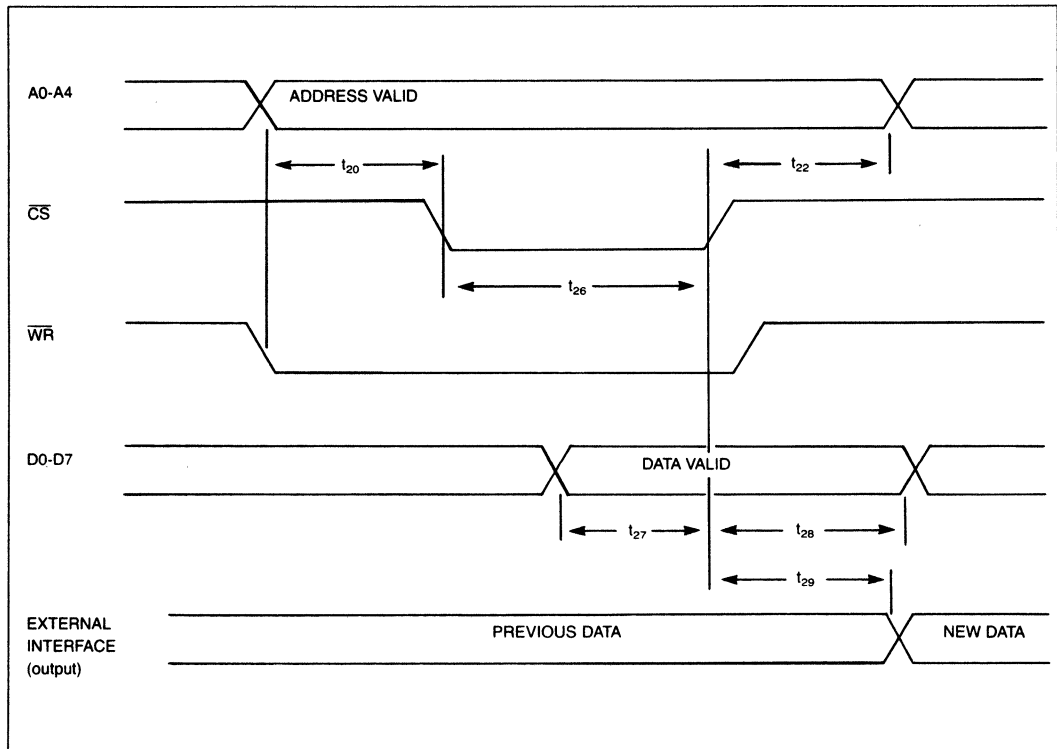 A0-A4
ADDRESS VALID
t20
t22
CS
t26
WR
D0-D7
DATA VALID
t27
t28
t29
EXTERNAL
INTERFACE
(output)
PREVIOUS DATA
NEW DATA